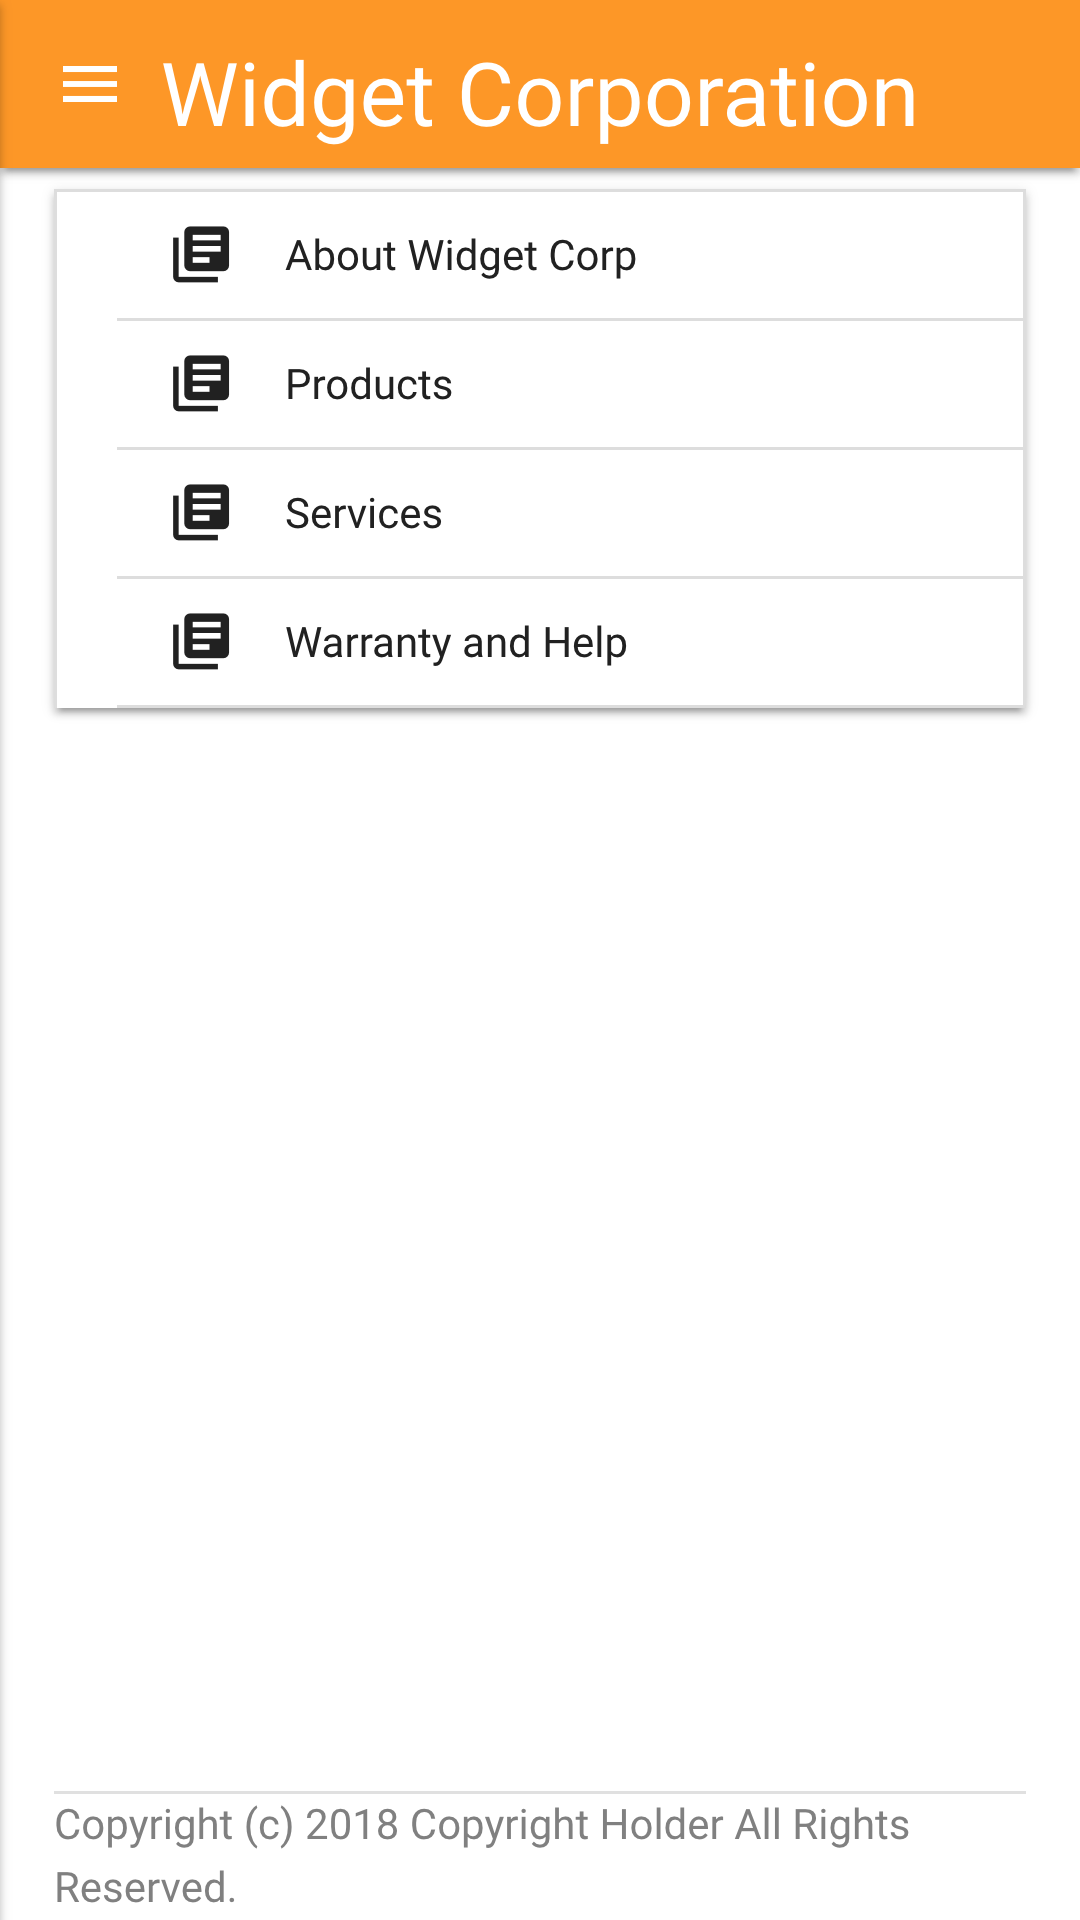 Widget Corporation
About Widget Corp
Products
Services
Warranty and Help
Copyright (c) 2018 Copyright Holder All Rights
Reserved.